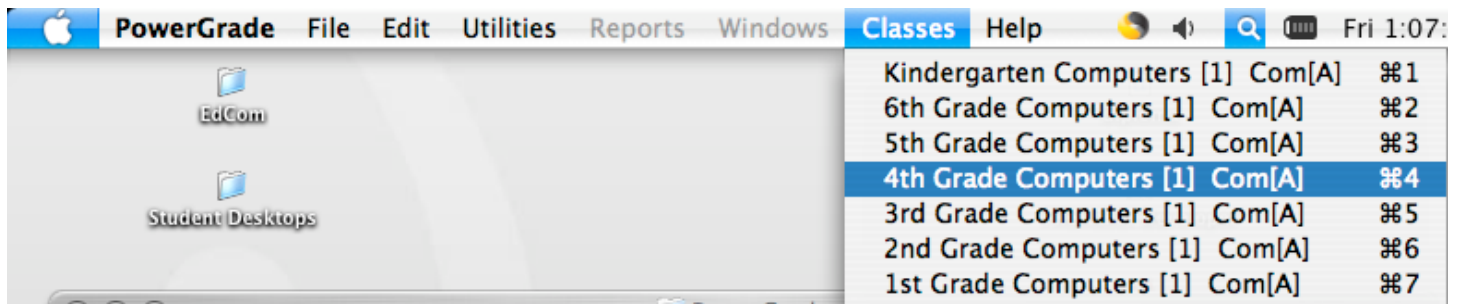 PowerGrade File Edit Utilities Reports Windows Classes Help Fri 1:07:
EdCom
Student Desktops
Kindergarten Computers [1] Com[A] ⌘1
6th Grade Computers [1] Com[A] ⌘2
5th Grade Computers [1] Com[A] ⌘3
4th Grade Computers [1] Com[A] ⌘4
3rd Grade Computers [1] Com[A] ⌘5
2nd Grade Computers [1] Com[A] ⌘6
1st Grade Computers [1] Com[A] ⌘7